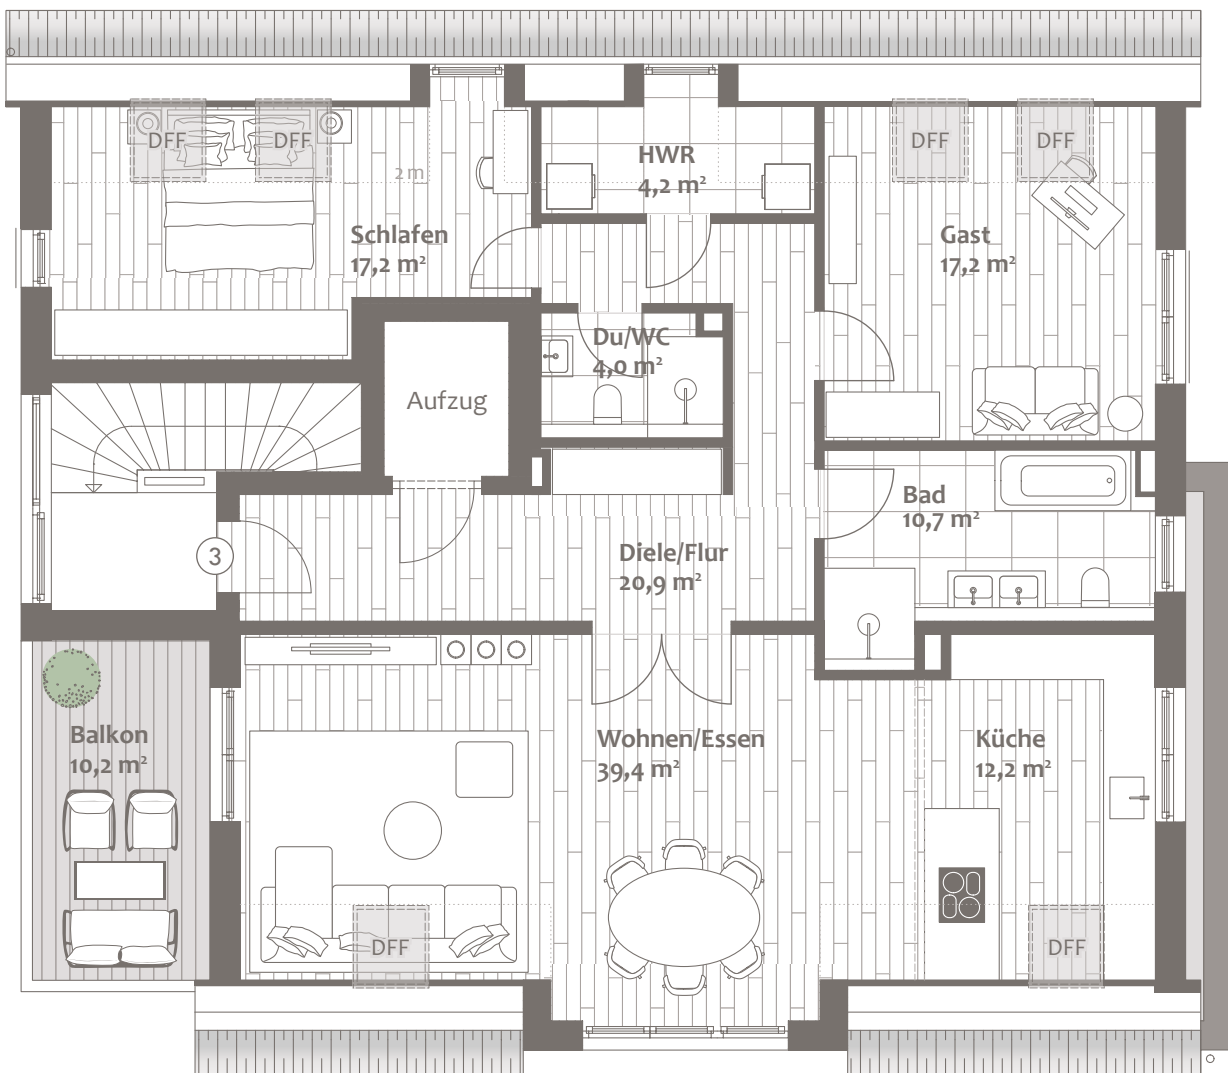 DFF
DFF
2 m
Schlafen
17,2 m²
HWR
4,2 m²
DFF
DFF
Gast
17,2 m²
Du/WC
4,0 m²
Aufzug
Bad
10,7 m²
3
Diele/Flur
20,9 m²
Balkon
10,2 m²
Wohnen/Essen
39,4 m²
Küche
12,2 m²
DFF
DFF